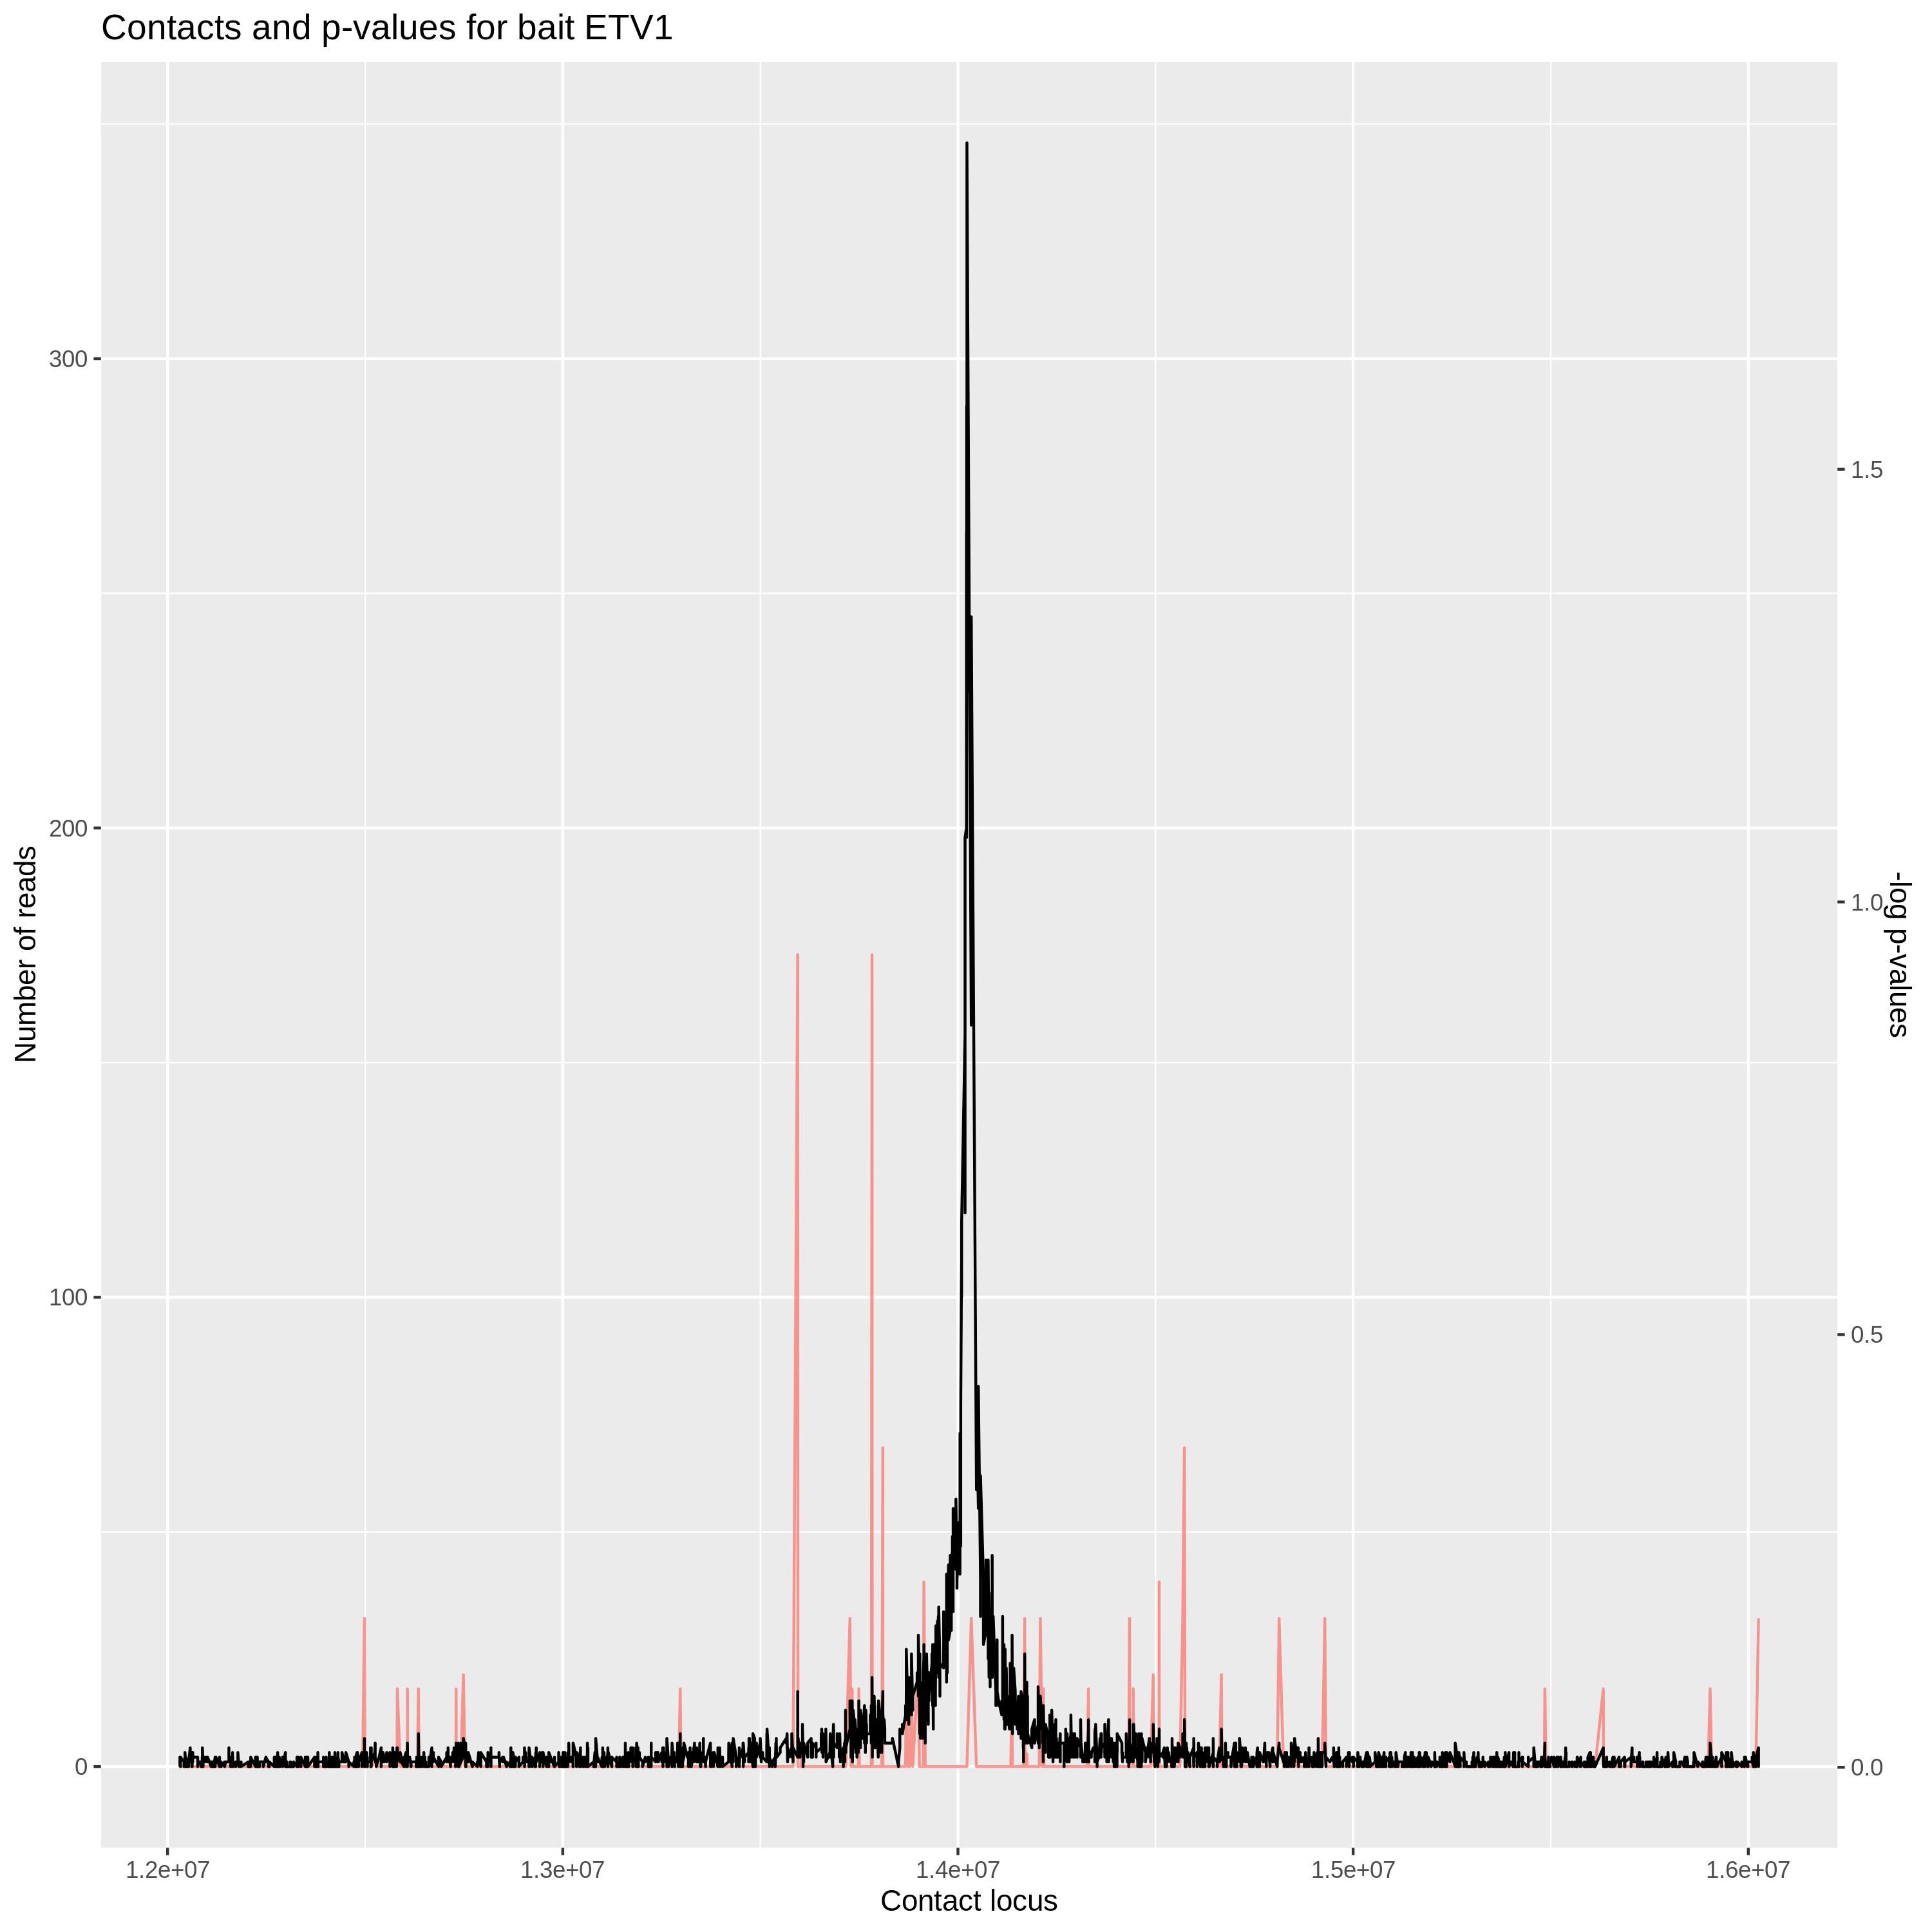 Contacts and p-values for bait ETV1
Number of reads
300
200
100
0
1.5
1.0
0.5
0.0
-log p-values
1.2e+07
1.3e+07
1.4e+07
1.5e+07
1.6e+07
Contact locus